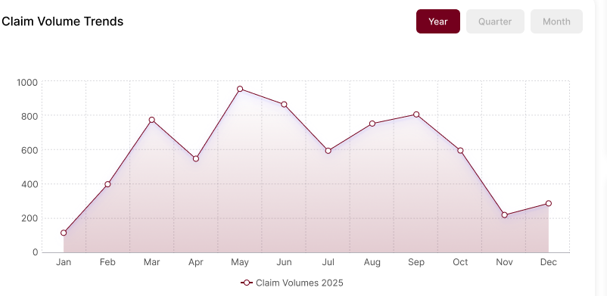 Claim Volume Trends
Year Quarter Month
1000
800
600
400
200
0
Jan Feb Mar Apr May Jun Jul Aug Sep Oct Nov Dec
Claim Volumes 2025